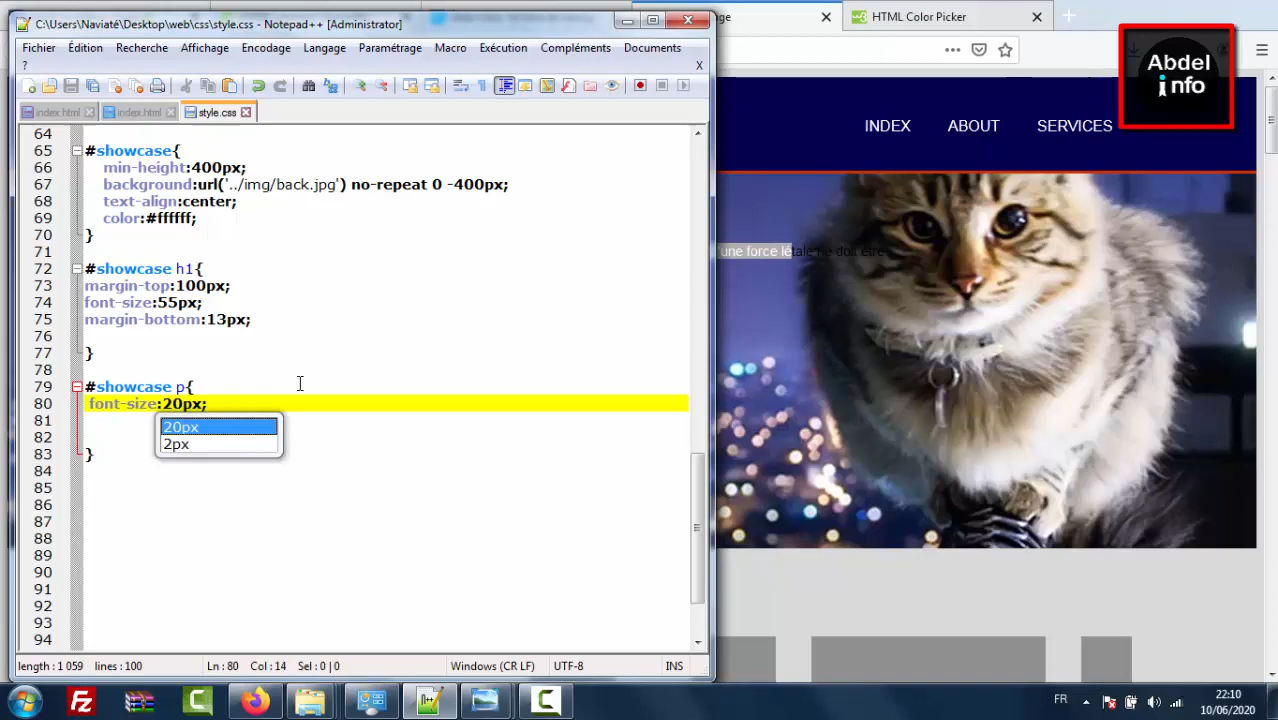 C:\Users\Naviaté\Desktop\web\css\style.css - Notepad++ [Administrator]
HTML Color Picker
Fichier Édition Recherche Affichage Encodage Langage Paramétrage Macro Exécution Compléments Documents
? X
index.html index.html style.css
Abdel
info
INDEX ABOUT SERVICES
64
65 #showcase{
66 min-height:400px;
67 background:url('../img/back.jpg') no-repeat 0 -400px;
68 text-align:center;
69 color:#ffffff;
70 }
71
72 #showcase h1{
73 margin-top:100px;
74 font-size:55px;
75 margin-bottom:13px;
76
77 }
78
79 #showcase p{
80 font-size:20px;
81
82
83 }
84
85
86
87
88
89
90
91
92
93
94
20px
2px
'une force létale ne doit être
length : 1 059 lines : 100 Ln : 80 Col : 14 Sel : 0 | 0 Windows (CR LF) UTF-8 INS
FR
22:10
10/06/2020